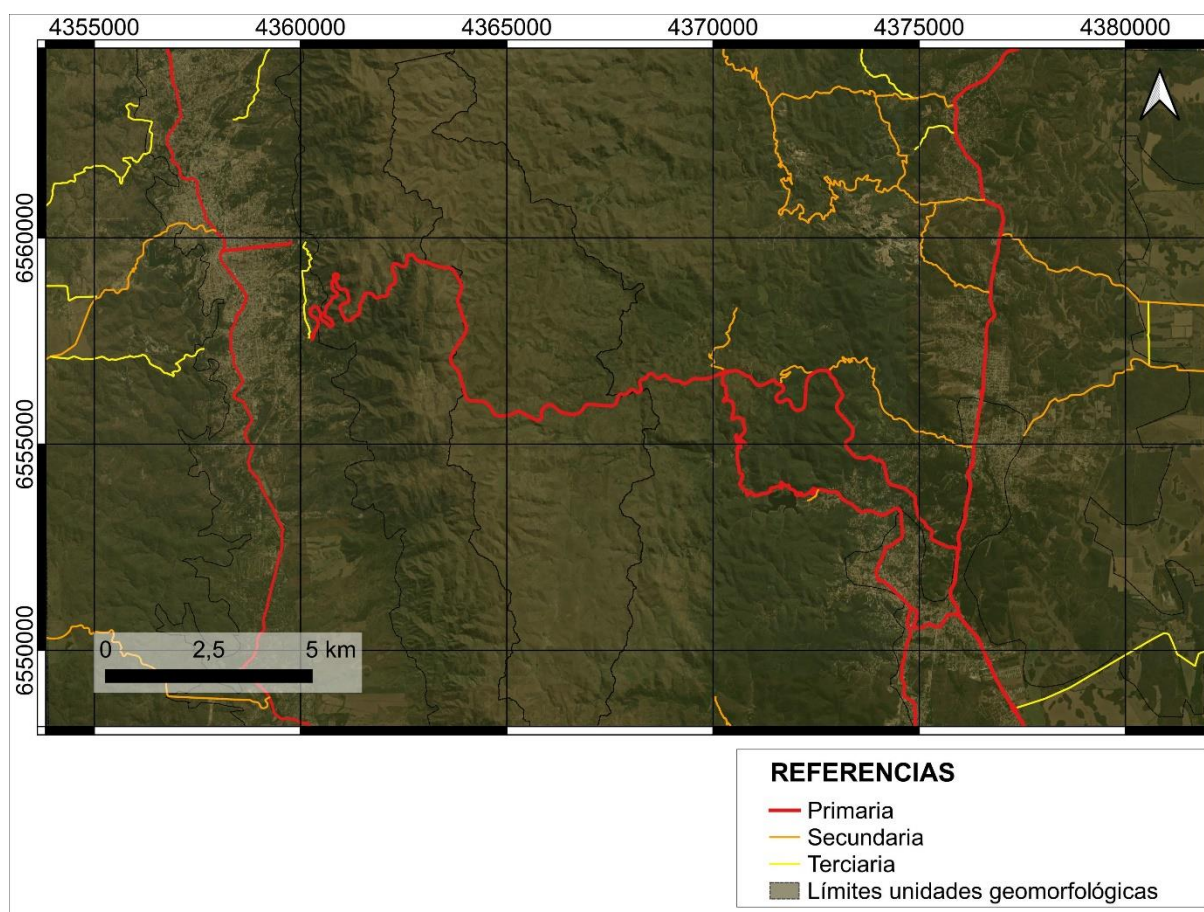 4355000 4360000 4365000 4370000 4375000 4380000
6560000
6555000
6550000
0 2,5 5 km
REFERENCIAS
Primaria
Secundaria
Terciaria
Límites unidades geomorfológicas